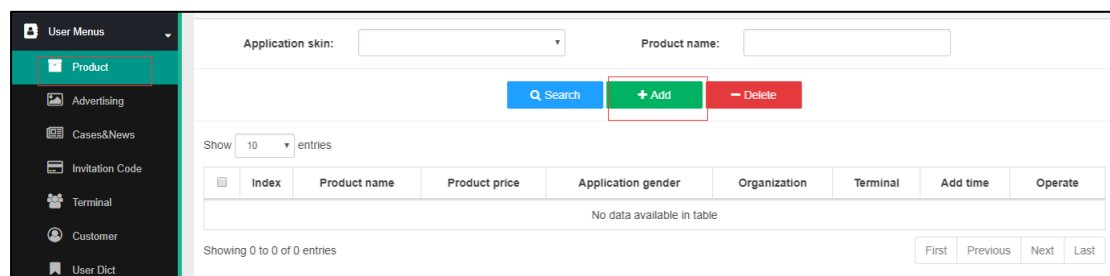 User Menus
Product
Advertising
Cases&News
Invitation Code
Terminal
Customer
User Dict
Application skin: Product name:
Search + Add − Delete
Show 10 entries
Index Product name Product price Application gender Organization Terminal Add time Operate
No data available in table
Showing 0 to 0 of 0 entries First Previous Next Last